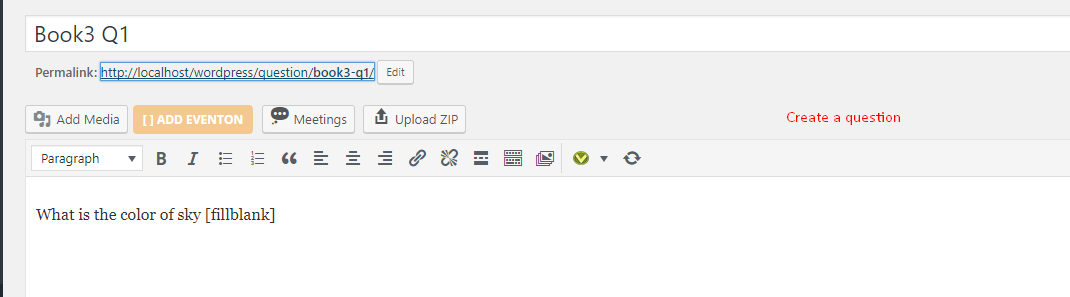 Book3 Q1
Permalink: http://localhost/wordpress/question/book3-q1/ Edit
Add Media [ ] ADD EVENTON Meetings Upload ZIP
Create a question
Paragraph B I
What is the color of sky [fillblank]